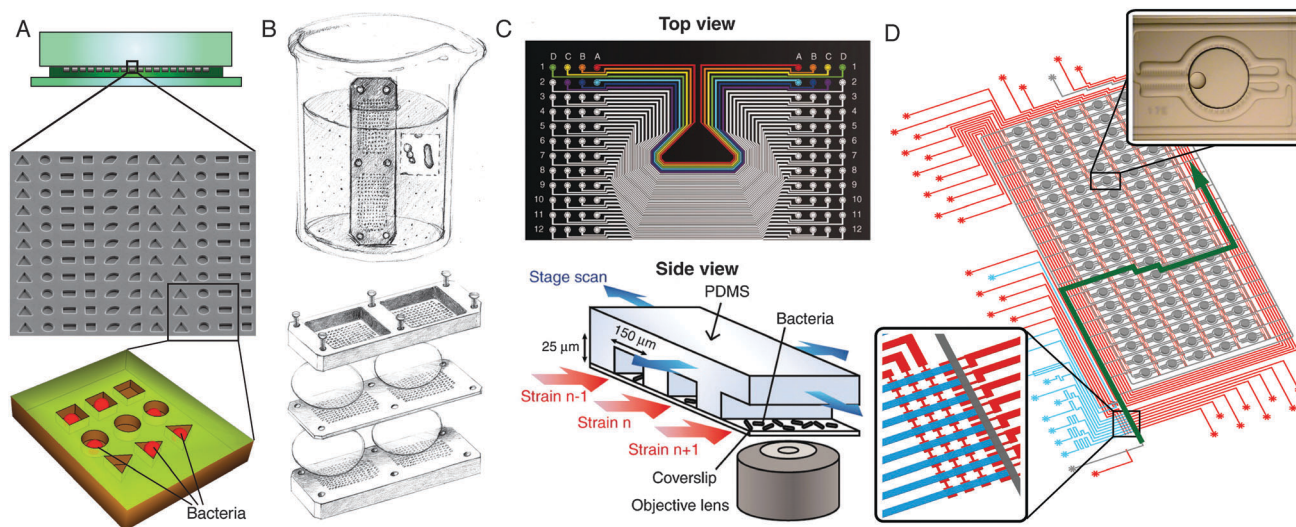 A
Bacteria
B
C
Top view
D C B A
A B C D
1
2
3
4
5
6
7
8
9
10
11
12
1
2
3
4
5
6
7
8
9
10
11
12
Side view
Stage scan
PDMS
Bacteria
150 µm
25 µm
Strain n-1
Strain n
Strain n+1
Coverslip
Objective lens
D